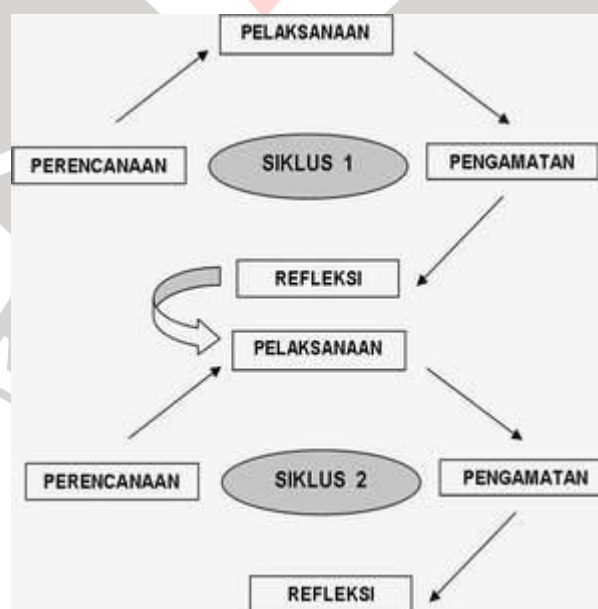 PELAKSANAAN
PERENCANAAN
SIKLUS 1
PENGAMATAN
REFLEKSI
PELAKSANAAN
PERENCANAAN
SIKLUS 2
PENGAMATAN
REFLEKSI